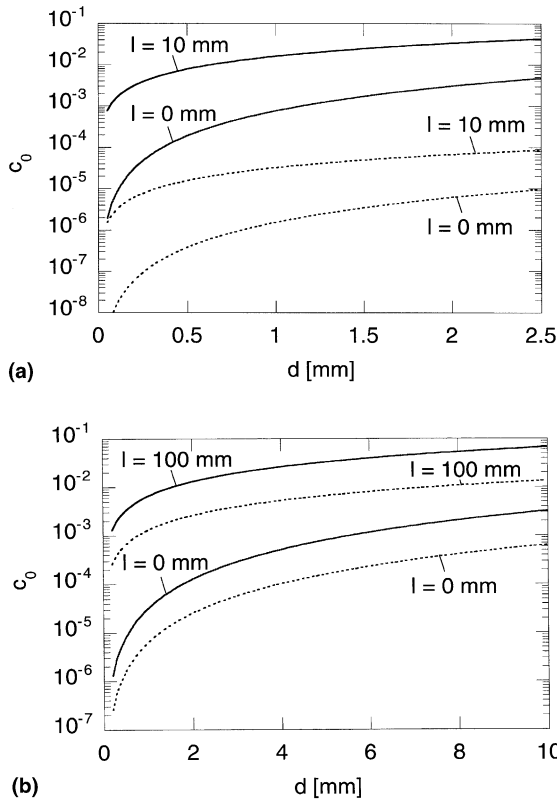 10⁻¹
l = 10 mm
10⁻²
10⁻³
l = 0 mm
10⁻⁴
l = 10 mm
c₀
10⁻⁵
10⁻⁶
l = 0 mm
10⁻⁷
10⁻⁸
0 0.5 1 1.5 2 2.5
(a) d [mm]
10⁻¹
l = 100 mm
l = 100 mm
10⁻²
10⁻³
l = 0 mm
c₀
10⁻⁴
l = 0 mm
10⁻⁵
10⁻⁶
10⁻⁷
0 2 4 6 8 10
(b) d [mm]